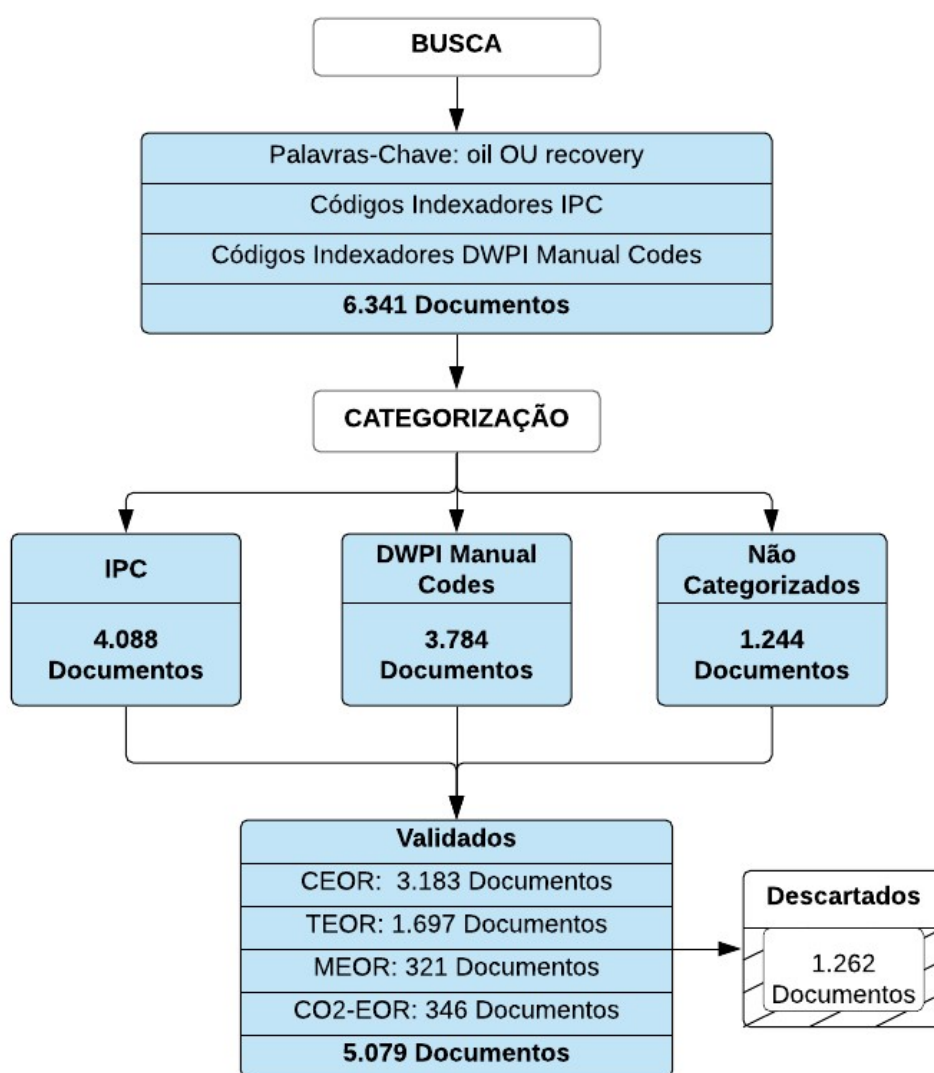 BUSCA
Palavras-Chave: oil OU recovery
Códigos Indexadores IPC
Códigos Indexadores DWPI Manual Codes
6.341 Documentos
CATEGORIZAÇÃO
IPC
4.088
Documentos
DWPI Manual
Codes
3.784
Documentos
Não
Categorizados
1.244
Documentos
Validados
CEOR: 3.183 Documentos
TEOR: 1.697 Documentos
MEOR: 321 Documentos
CO2-EOR: 346 Documentos
5.079 Documentos
Descartados
1.262
Documentos